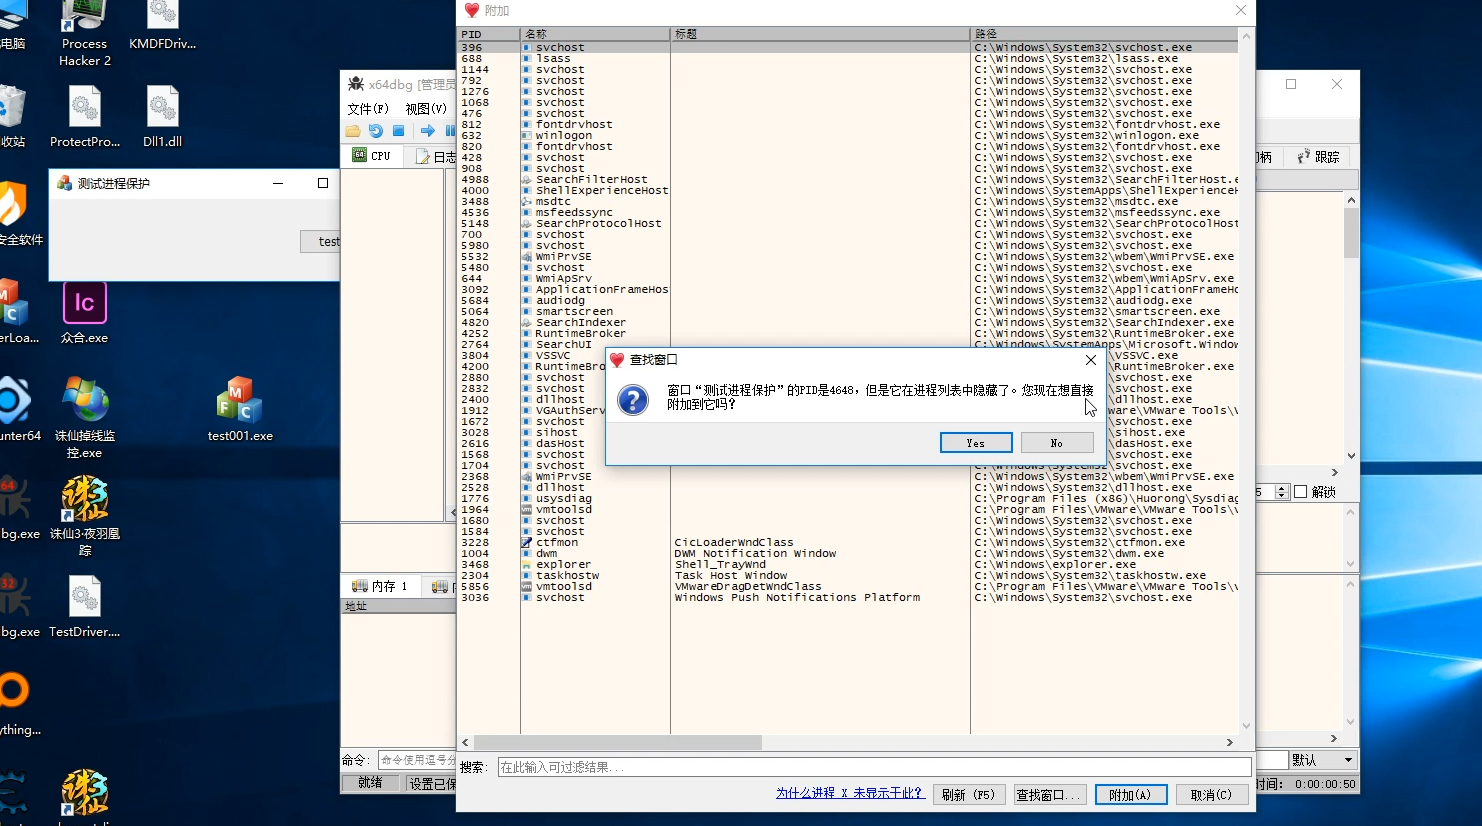 电脑
Process
Hacker 2
KMDFDriv...
收站
ProtectPro...
Dll1.dll
测试进程保护
test
安全软件
erLoa...
Ic
众合.exe
MFC
unter64
诛仙掉线监
控.exe
test001.exe
64
bg.exe
诛仙3·夜羽凰
踪
32
bg.exe
TestDriver....
ything...
x64dbg [管理员
文件(F)
视图(V)
CPU
日志
柄
跟踪
解锁
内存 1
地址
命令:
命令使用逗号分
默认
就绪
设置已保
时间: 0:00:00:50
附加
PID 名称 标题 路径
396 svchost C:\Windows\System32\svchost.exe
688 lsass C:\Windows\System32\lsass.exe
1144 svchost C:\Windows\System32\svchost.exe
792 svchost C:\Windows\System32\svchost.exe
1276 svchost C:\Windows\System32\svchost.exe
1068 svchost C:\Windows\System32\svchost.exe
476 svchost C:\Windows\System32\svchost.exe
812 fontdrvhost C:\Windows\System32\fontdrvhost.exe
632 winlogon C:\Windows\System32\winlogon.exe
820 fontdrvhost C:\Windows\System32\fontdrvhost.exe
428 svchost C:\Windows\System32\svchost.exe
908 svchost C:\Windows\System32\svchost.exe
4988 SearchFilterHost C:\Windows\System32\SearchFilterHost.e
4000 ShellExperienceHost C:\Windows\SystemApps\ShellExperienceH
3488 msdtc C:\Windows\System32\msdtc.exe
4536 msfeedssync C:\Windows\System32\msfeedssync.exe
5148 SearchProtocolHost C:\Windows\System32\SearchProtocolHost
700 svchost C:\Windows\System32\svchost.exe
5980 svchost C:\Windows\System32\svchost.exe
5532 WmiPrvSE C:\Windows\System32\wbem\WmiPrvSE.exe
5480 svchost C:\Windows\System32\svchost.exe
644 WmiApSrv C:\Windows\System32\wbem\WmiApSrv.exe
3092 ApplicationFrameHos C:\Windows\System32\ApplicationFrameHo
5684 audiodg C:\Windows\System32\audiodg.exe
5064 smartscreen C:\Windows\System32\smartscreen.exe
4820 SearchIndexer C:\Windows\System32\SearchIndexer.exe
4252 RuntimeBroker C:\Windows\System32\RuntimeBroker.exe
2764 SearchUI C:\Windows\SystemApps\Microsoft.Window
3804 VSSVC \VSSVC.exe
4200 RuntimeBro \RuntimeBroker.exe
2880 svchost \svchost.exe
2532 svchost \svchost.exe
2400 dllhost \dllhost.exe
1912 VGAuthServ ware\VMware Tools\V
1672 svchost \svchost.exe
3028 sihost \sihost.exe
2616 dasHost \dasHost.exe
1568 svchost \svchost.exe
1704 svchost C:\Windows\System32\svchost.exe
2368 WmiPrvSE C:\Windows\System32\wbem\WmiPrvSE.exe
2528 dllhost C:\Windows\System32\dllhost.exe
1776 usysdiag C:\Program Files (x86)\Huorong\Sysdiag
1964 vmtoolsd C:\Program Files\VMware\VMware Tools\v
1680 svchost C:\Windows\System32\svchost.exe
1584 svchost C:\Windows\System32\svchost.exe
3228 ctfmon CicLoaderWndClass C:\Windows\System32\ctfmon.exe
1004 dwm DWM Notification Window C:\Windows\System32\dwm.exe
3468 explorer Shell_TrayWnd C:\Windows\explorer.exe
2304 taskhostw Task Host Window C:\Windows\System32\taskhostw.exe
5856 vmtoolsd VMwareDragDetWndClass C:\Program Files\VMware\VMware Tools\v
3036 svchost Windows Push Notifications Platform C:\Windows\System32\svchost.exe
查找窗口
窗口“测试进程保护”的PID是4648，但是它在进程列表中隐藏了。您现在想直接
附加到它吗?
Yes
No
搜索:
在此输入可过滤结果...
为什么进程 X 未显示于此?
刷新 (F5)
查找窗口...
附加(A)
取消(C)